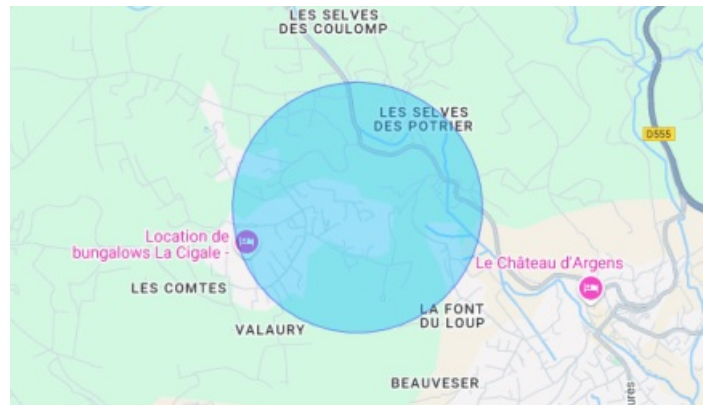 LES SELVES
DES COULOMP
LES SELVES
DES POTRIER
D555
Location de
bungalows La Cigale -
Le Château d'Argens
LES COMTES
LA FONT
DU LOUP
VALAURY
BEAUVESER